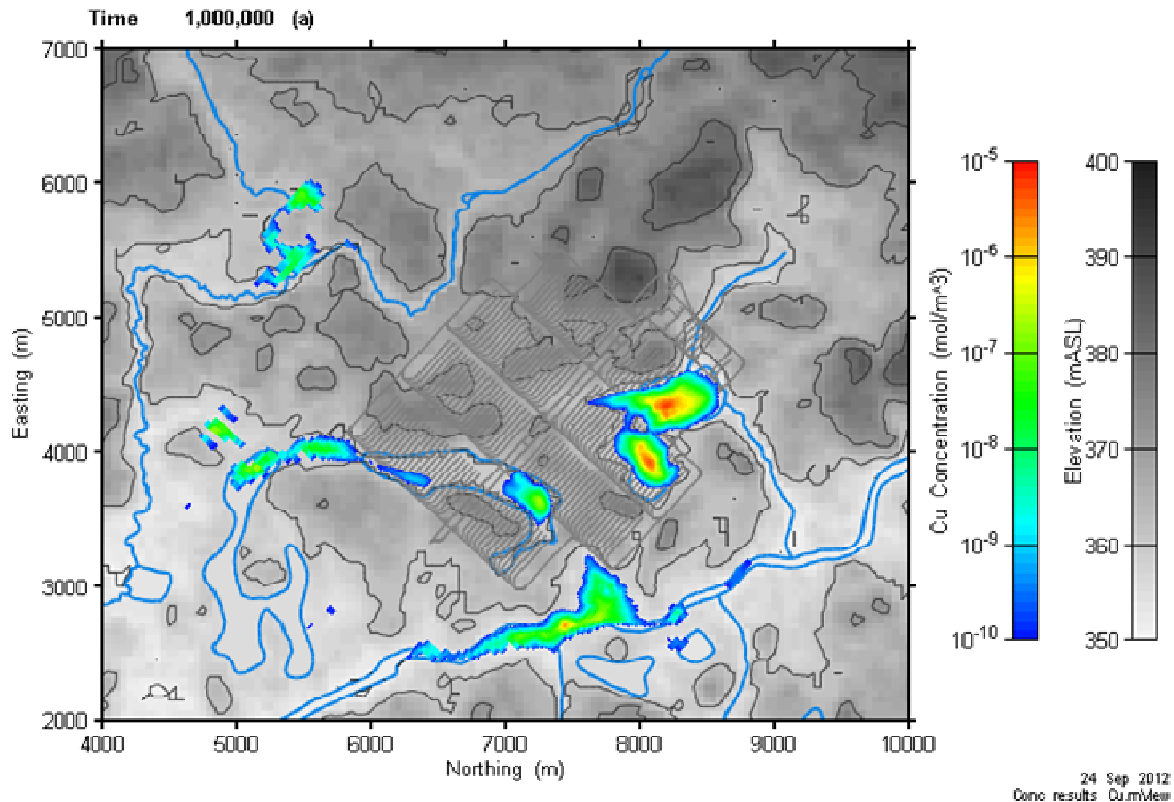 Time 1,000,000 (a)
7000
6000
5000
4000
3000
2000
Easting (m)
4000 5000 6000 7000 8000 9000 10000
Northing (m)
10^-5
10^-6
10^-7
10^-8
10^-9
10^-10
Cu Concentration (mol/m^3)
400
390
380
370
360
350
Elevation (mASL)
24 Sep 2012
Conc results Cu.mView